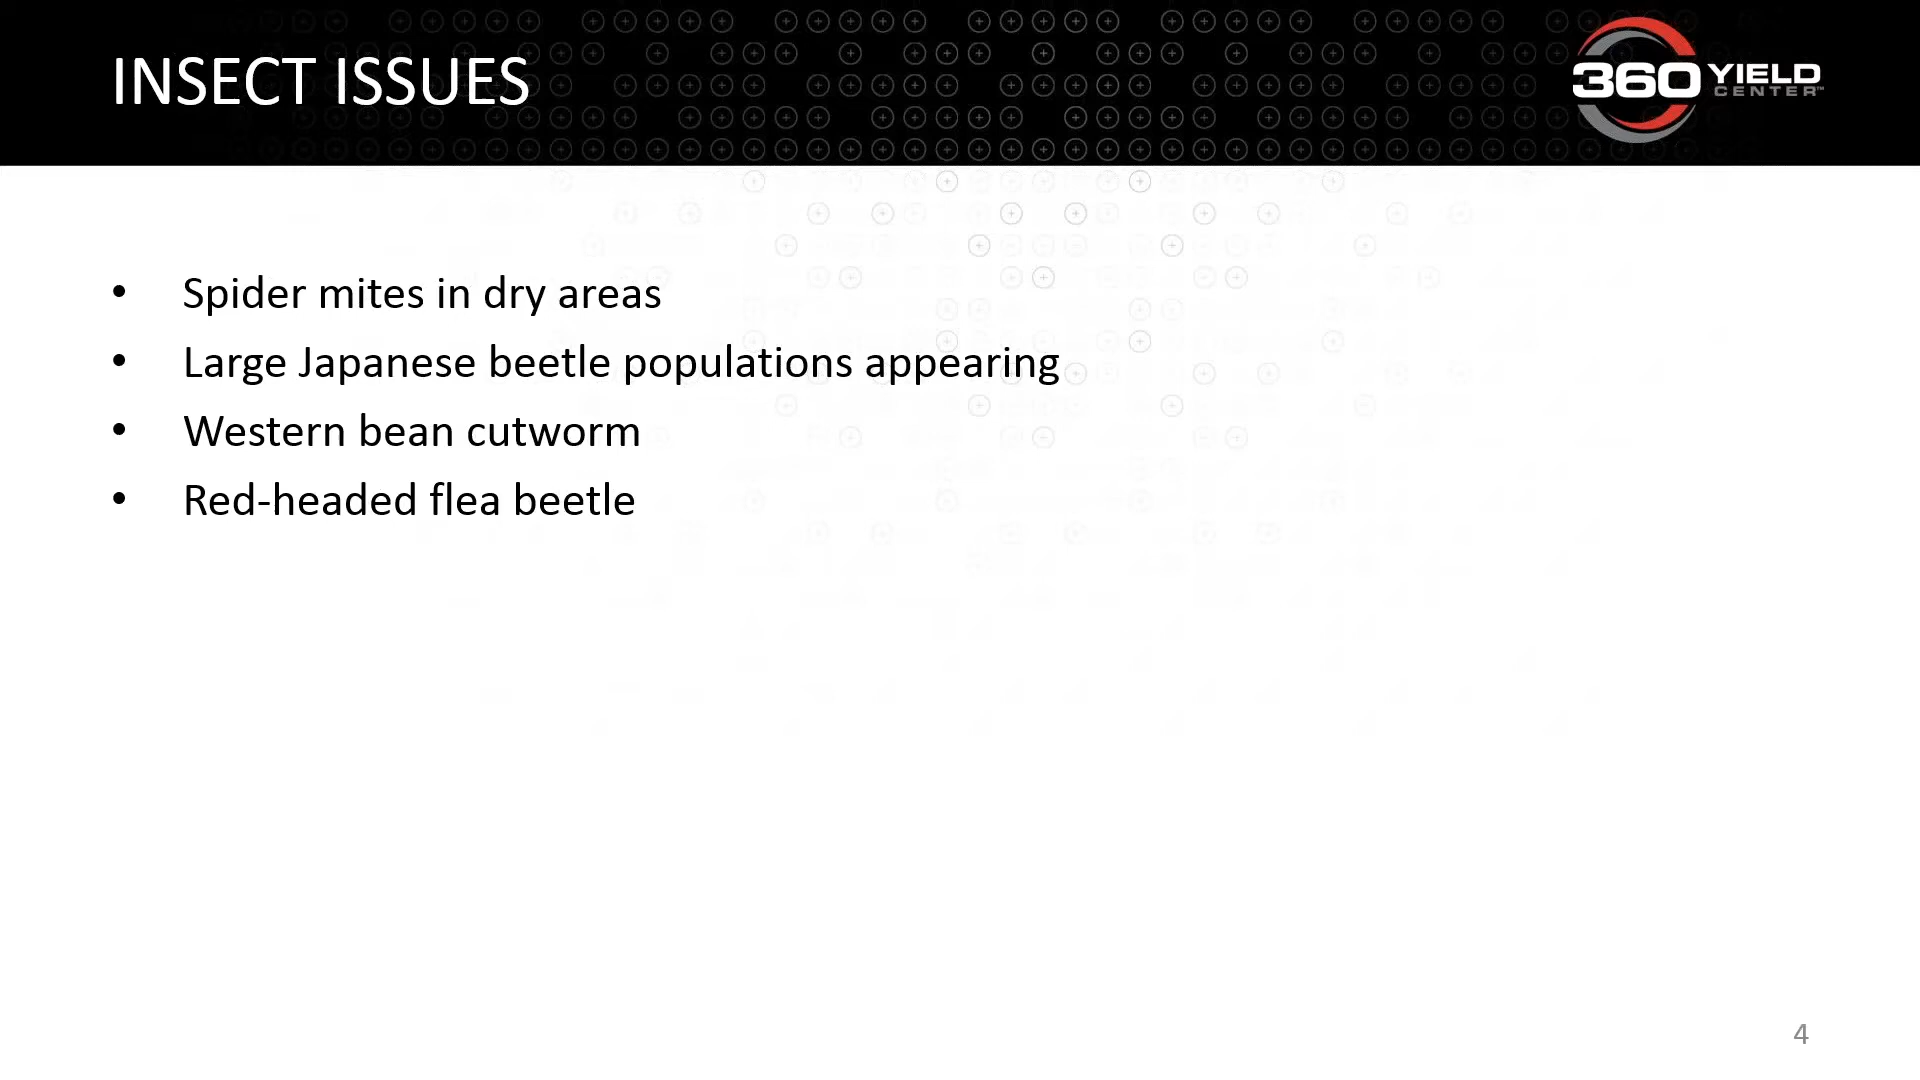 INSECT ISSUES
360 YIELD
CENTER™
• Spider mites in dry areas
• Large Japanese beetle populations appearing
• Western bean cutworm
• Red-headed flea beetle
4